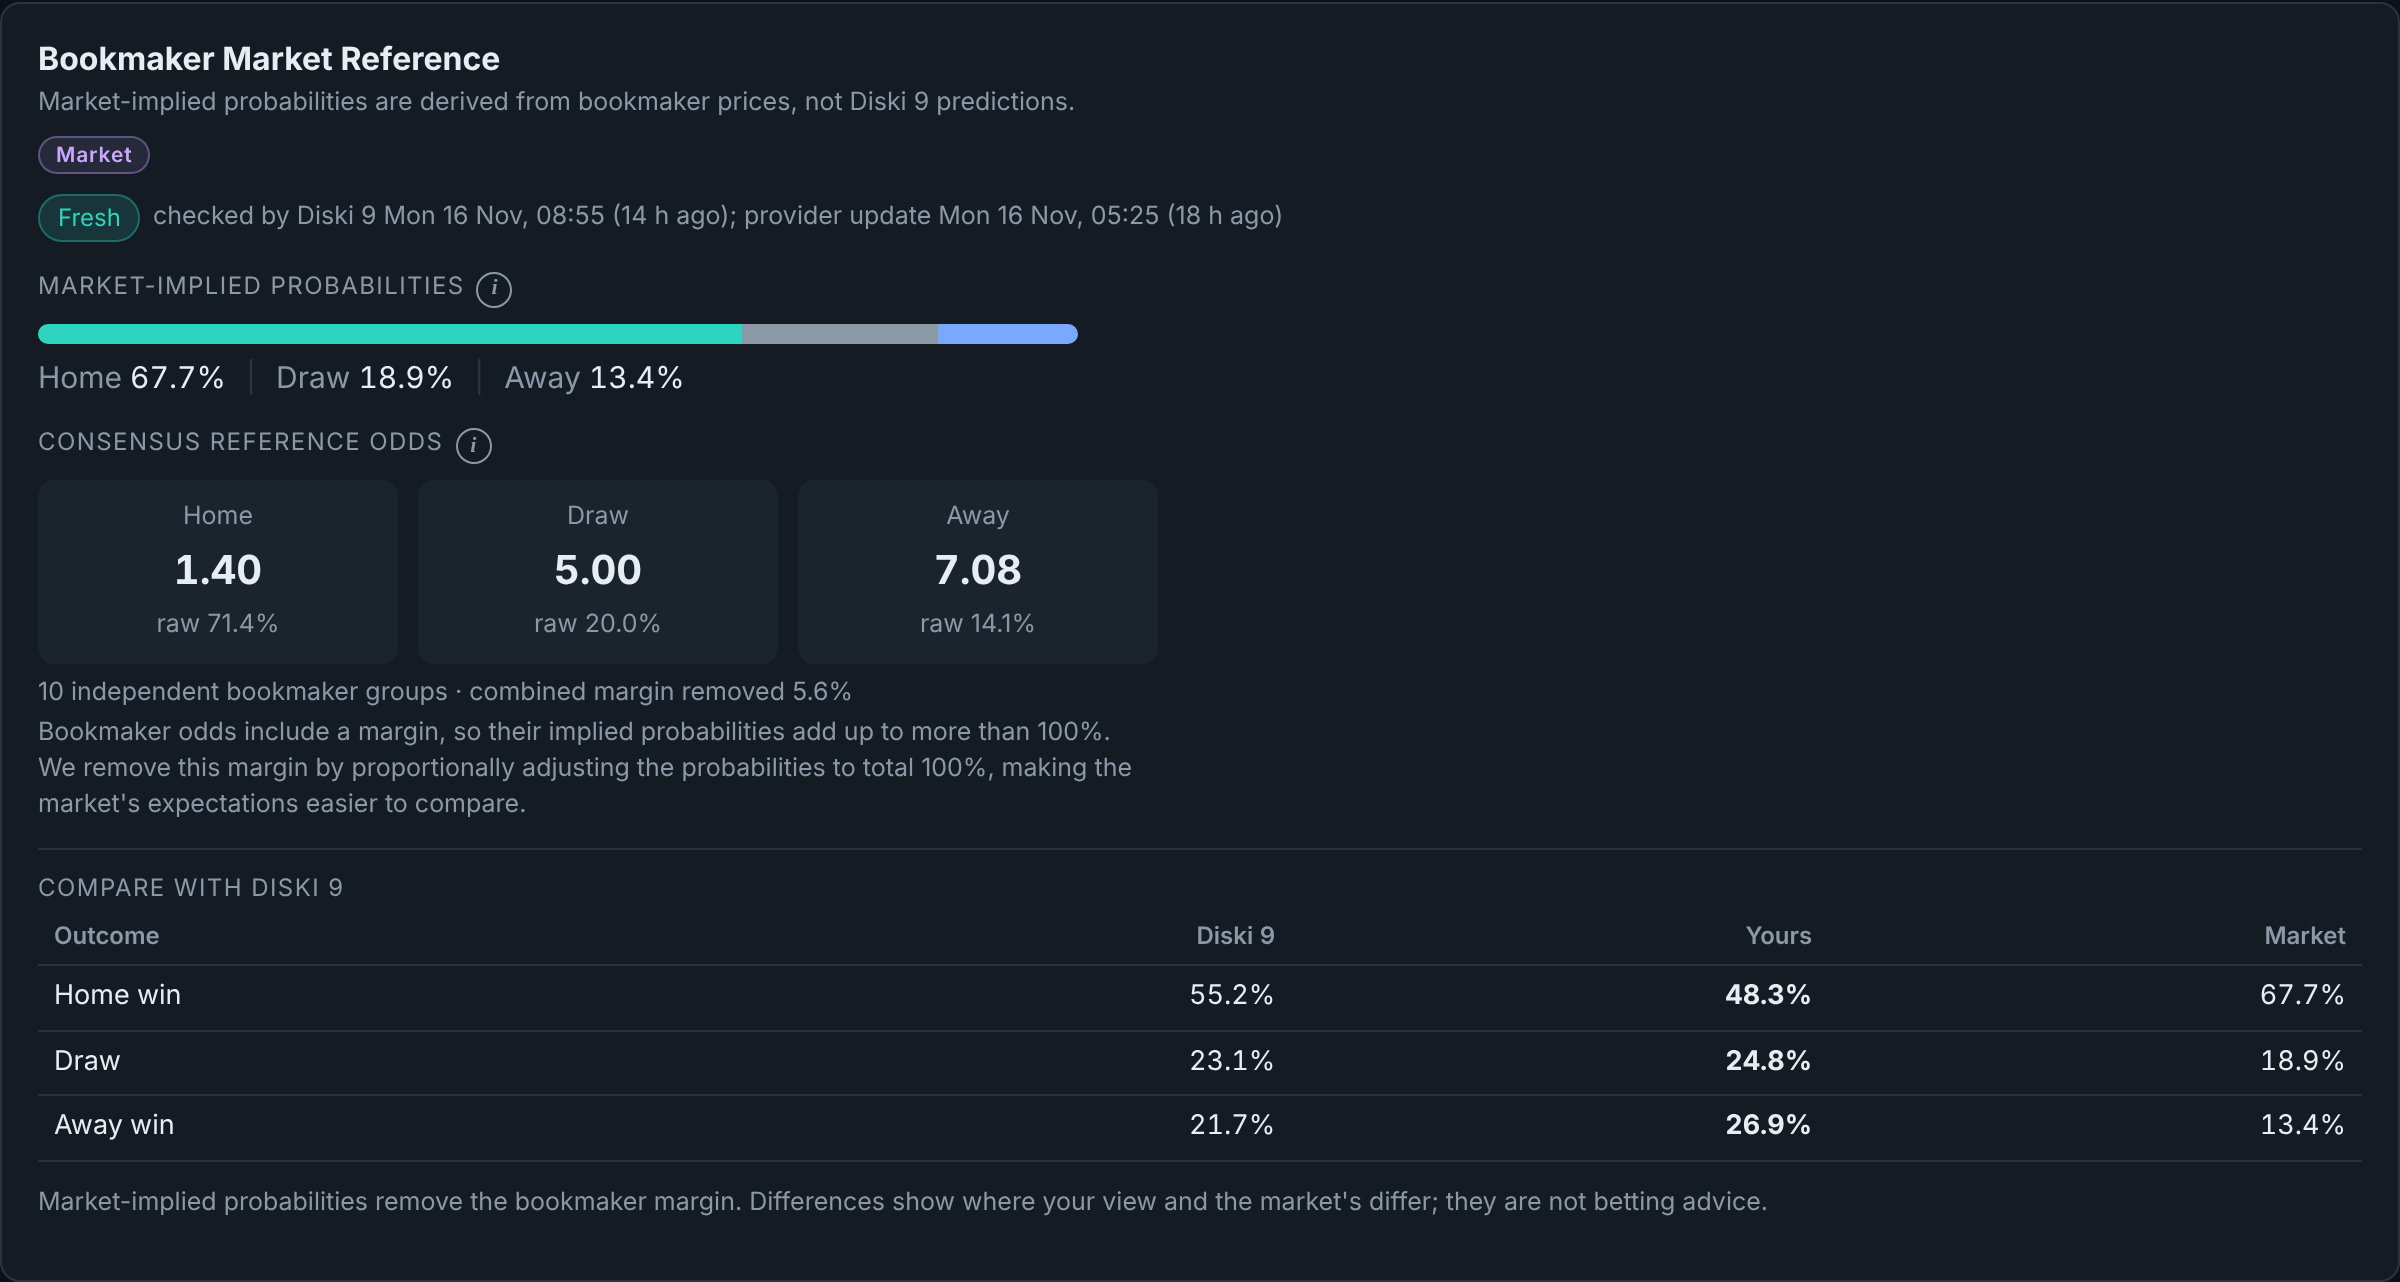 Bookmaker Market Reference
Market-implied probabilities are derived from bookmaker prices, not Diski 9 predictions.
Market
Fresh checked by Diski 9 Mon 16 Nov, 08:55 (14 h ago); provider update Mon 16 Nov, 05:25 (18 h ago)
MARKET-IMPLIED PROBABILITIES i
Home 67.7% Draw 18.9% Away 13.4%
CONSENSUS REFERENCE ODDS i
Home Draw Away
1.40 5.00 7.08
raw 71.4% raw 20.0% raw 14.1%
10 independent bookmaker groups · combined margin removed 5.6%
Bookmaker odds include a margin, so their implied probabilities add up to more than 100%.
We remove this margin by proportionally adjusting the probabilities to total 100%, making the
market's expectations easier to compare.
COMPARE WITH DISKI 9
Outcome Diski 9 Yours Market
Home win 55.2% 48.3% 67.7%
Draw 23.1% 24.8% 18.9%
Away win 21.7% 26.9% 13.4%
Market-implied probabilities remove the bookmaker margin. Differences show where your view and the market's differ; they are not betting advice.